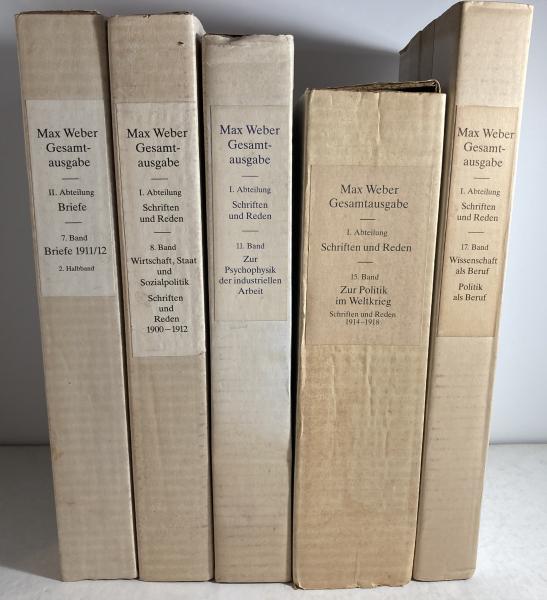 Max Weber
Gesamt-
ausgabe
II. Abteilung
Briefe
7. Band
Briefe 1911/12
2. Halbband
Max Weber
Gesamt-
ausgabe
I. Abteilung
Schriften
und Reden
8. Band
Wirtschaft, Staat
und
Sozialpolitik
Schriften
und
Reden
1900–1912
Max Weber
Gesamt-
ausgabe
I. Abteilung
Schriften
und Reden
11. Band
Zur
Psychophysik
der industriellen
Arbeit
Max Weber
Gesamtausgabe
I. Abteilung
Schriften und Reden
15. Band
Zur Politik
im Weltkrieg
Schriften und Reden
1914–1918
Max Weber
Gesamt-
ausgabe
I. Abteilung
Schriften
und Reden
17. Band
Wissenschaft
als Beruf
Politik
als Beruf